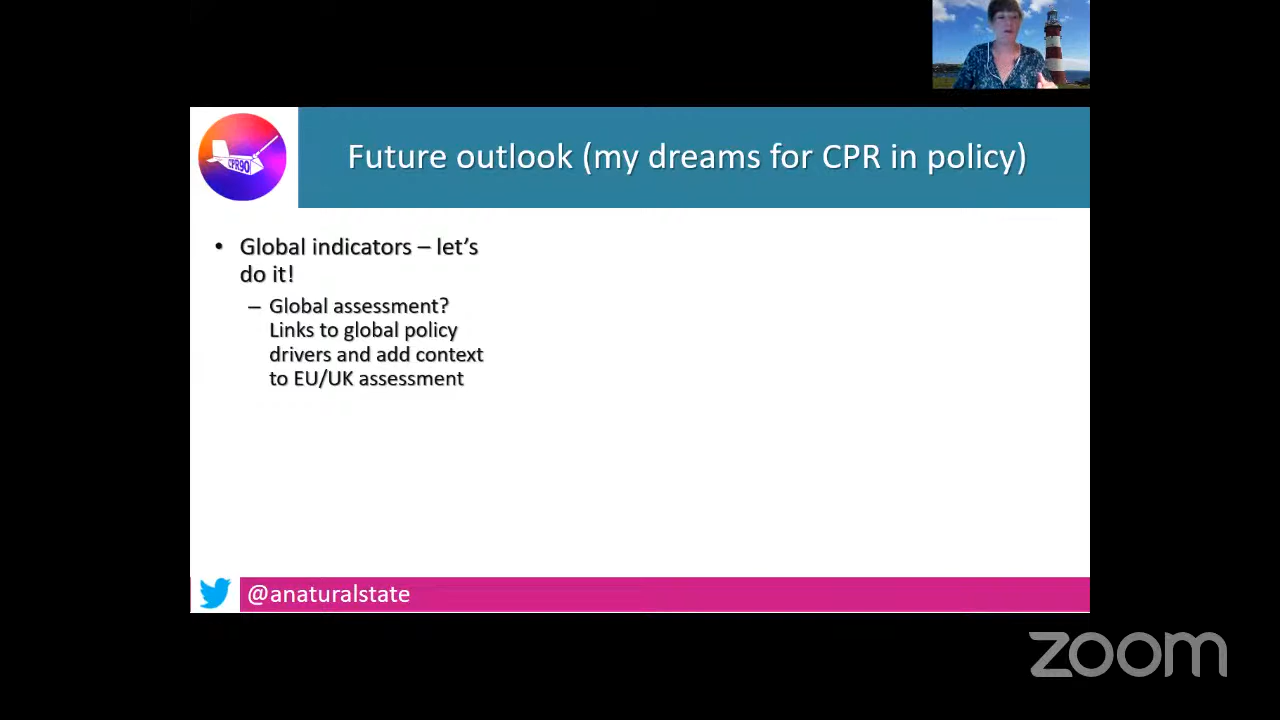 CPR90
Future outlook (my dreams for CPR in policy)
• Global indicators – let's
do it!
– Global assessment?
Links to global policy
drivers and add context
to EU/UK assessment
@anaturalstate
zoom